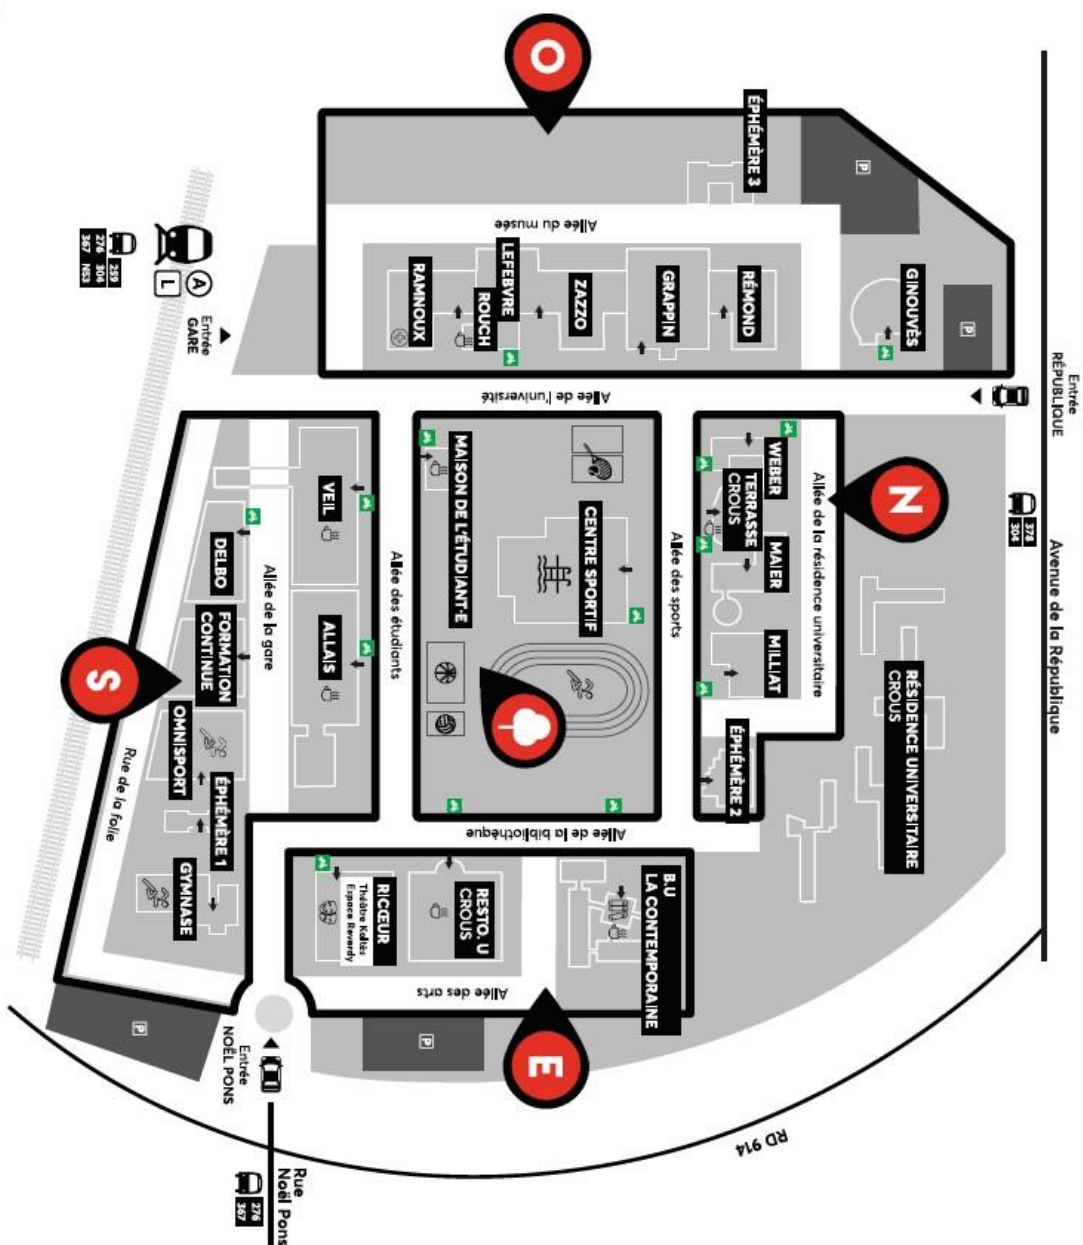 O
ÉPHÉMÈRE 3
P
Allée du musée
RAMNOUX
LEFEBVRE
ROUCH
ZAZZO
GRAPPIN
RÉMOND
GINOUVÈS
P
259
276 304
367 N53
A
L
Entrée
GARE
Allée de l'université
Entrée
RÉPUBLIQUE
378
304
Avenue de la République
N
WEBER
TERRASSE
CROUS
MAIER
MILLIAT
ÉPHÉMÈRE 2
Allée de la résidence universitaire
RÉSIDENCE UNIVERSITAIRE
CROUS
Allée des sports
MAISON DE L'ÉTUDIANT·E
CENTRE SPORTIF
Allée des étudiants
VEIL
ALLAIS
Allée de la gare
DELBO
FORMATION
CONTINUE
OMNISPORT
ÉPHÉMÈRE 1
GYMNASE
S
Rue de la folie
Allée de la bibliothèque
RICŒUR
Théâtre Koltès
Espace Reverdy
RESTO. U
CROUS
B.U
LA CONTEMPORAINE
Allée des arts
E
P
P
Entrée
NOËL PONS
Rue
Noël Pons
276
367
RD 914